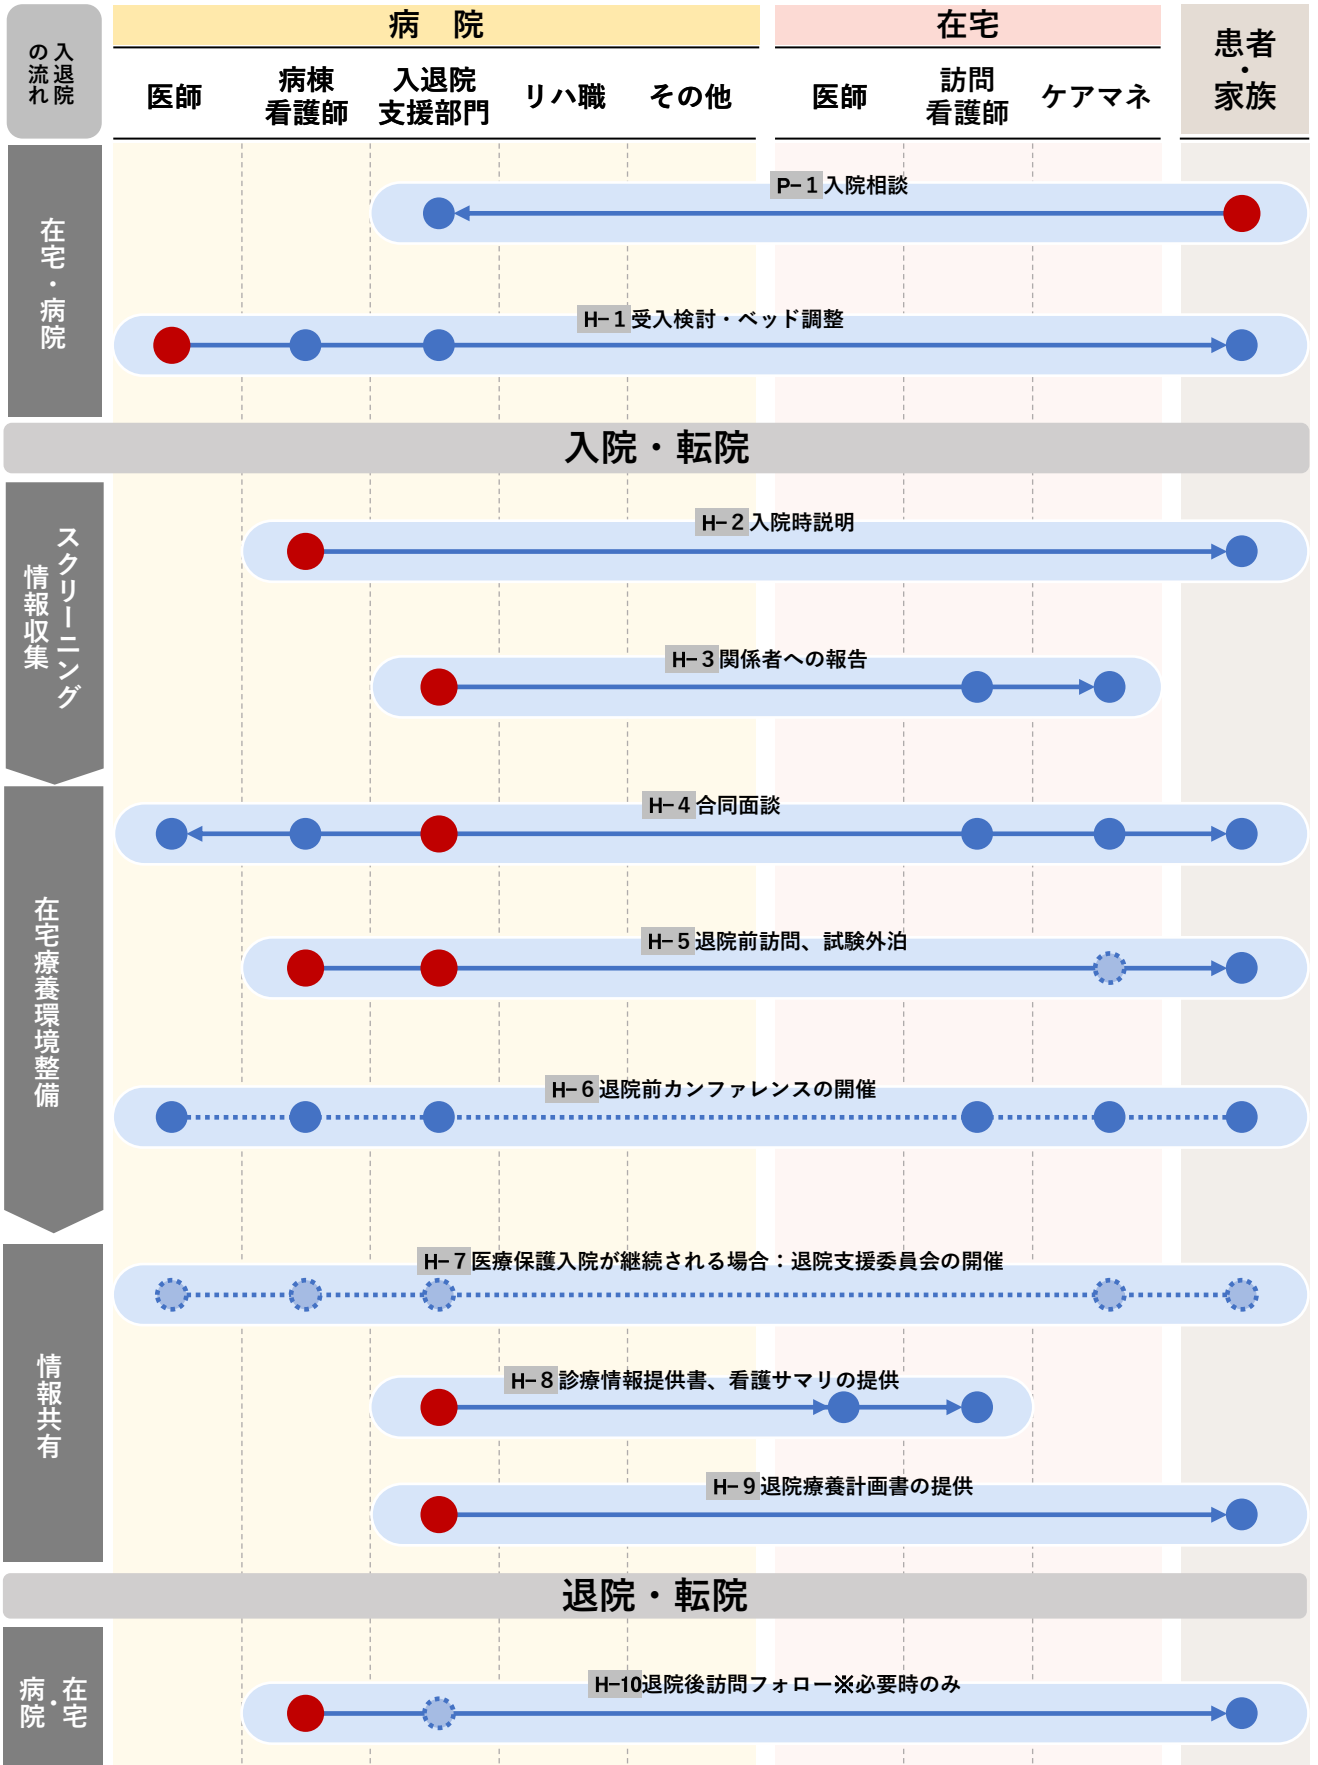 入退院
の流れ
病　院
在宅
患者
・
家族
医師
病棟
看護師
入退院
支援部門
リハ職
その他
医師
訪問
看護師
ケアマネ
在宅・病院
P-１入院相談
H-１受入検討・ベッド調整
入院・転院
スクリーニング
情報収集
H-２入院時説明
H-３関係者への報告
在宅療養環境整備
H-４合同面談
H-５退院前訪問、試験外泊
H-６退院前カンファレンスの開催
情報共有
H-７医療保護入院が継続される場合：退院支援委員会の開催
H-８診療情報提供書、看護サマリの提供
H-９退院療養計画書の提供
退院・転院
在宅
・
病院
H-10退院後訪問フォロー※必要時のみ